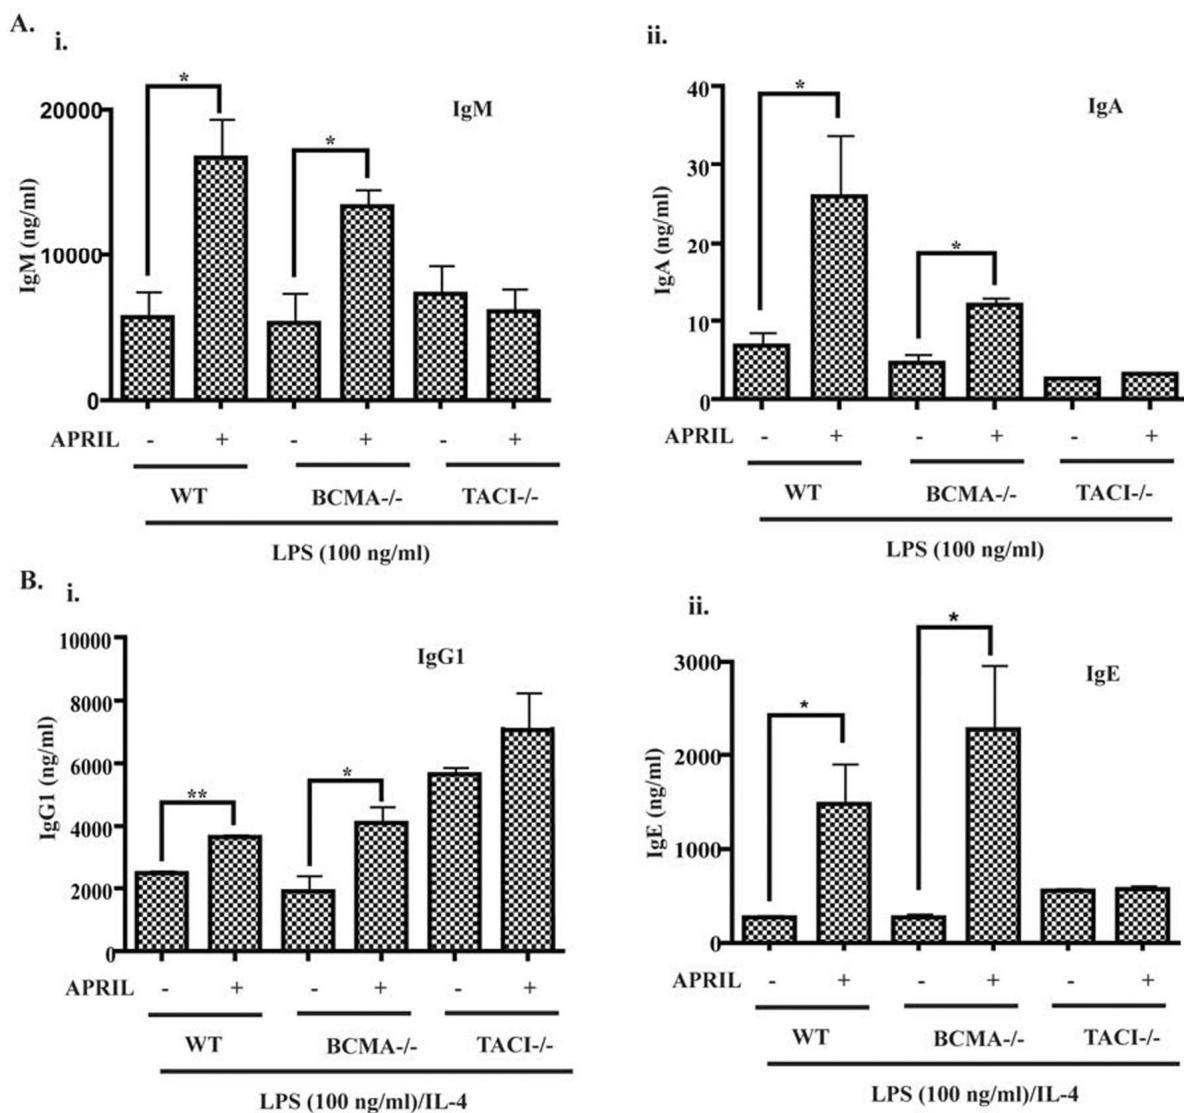 A.
i.
IgM
*
*
20000
10000
0
IgM (ng/ml)
APRIL - + - + - +
WT BCMA-/- TACI-/-
LPS (100 ng/ml)
ii.
IgA
*
*
40
30
20
10
0
IgA (ng/ml)
APRIL - + - + - +
WT BCMA-/- TACI-/-
LPS (100 ng/ml)
B.
i.
IgG1
**
*
10000
8000
6000
4000
2000
0
IgG1 (ng/ml)
APRIL - + - + - +
WT BCMA-/- TACI-/-
LPS (100 ng/ml)/IL-4
ii.
IgE
*
*
3000
2000
1000
0
IgE (ng/ml)
APRIL - + - + - +
WT BCMA-/- TACI-/-
LPS (100 ng/ml)/IL-4